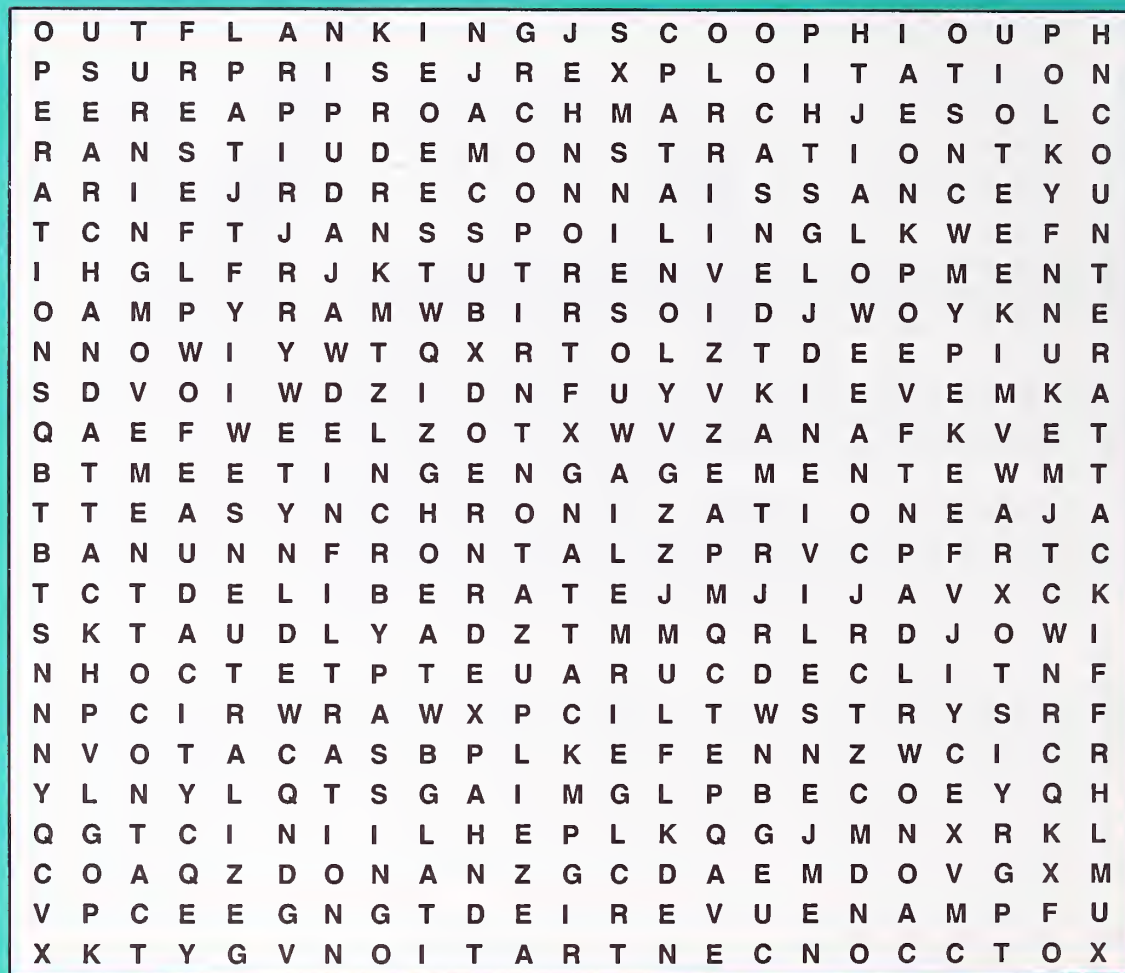 O U T F L A N K I N G J S C O O P H I O U P H
P S U R P R I S E J R E X P L O I T A T I O N
E E R E A P P R O A C H M A R C H J E S O L C
R A N S T I U D E M O N S T R A T I O N T K O
A R I E J R D R E C O N N A I S S A N C E Y U
T C N F T J A N S S P O I L I N G L K W E F N
I H G L F R J K T U T R E N V E L O P M E N T
O A M P Y R A M W B I R S O I D J W O Y K N E
N N O W I Y W T Q X R T O L Z T D E E P I U R
S D V O I W D Z I D N F U Y V K I E V E M K A
Q A E F W E E L Z O T X W V Z A N A F K V E T
B T M E E T I N G E N G A G E M E N T E W M T
T T E A S Y N C H R O N I Z A T I O N E A J A
B A N U N N F R O N T A L Z P R V C P F R T C
T C T D E L I B E R A T E J M J I J A V X C K
S K T A U D L Y A D Z T M M Q R L R D J O W I
N H O C T E T P T E U A R U C D E C L I T N F
N P C I R W R A W X P C I L T W S T R Y S R F
N V O T A C A S B P L K E F E N N Z W C I C R
Y L N Y L Q T S G A I M G L P B E C O E Y Q H
Q G T C I N I I L H E P L K Q G J M N X R K L
C O A Q Z D O N A N Z G C D A E M D O V G X M
V P C E E G N G T D E I R E V U E N A M P F U
X K T Y G V N O I T A R T N E C N O C C T O X